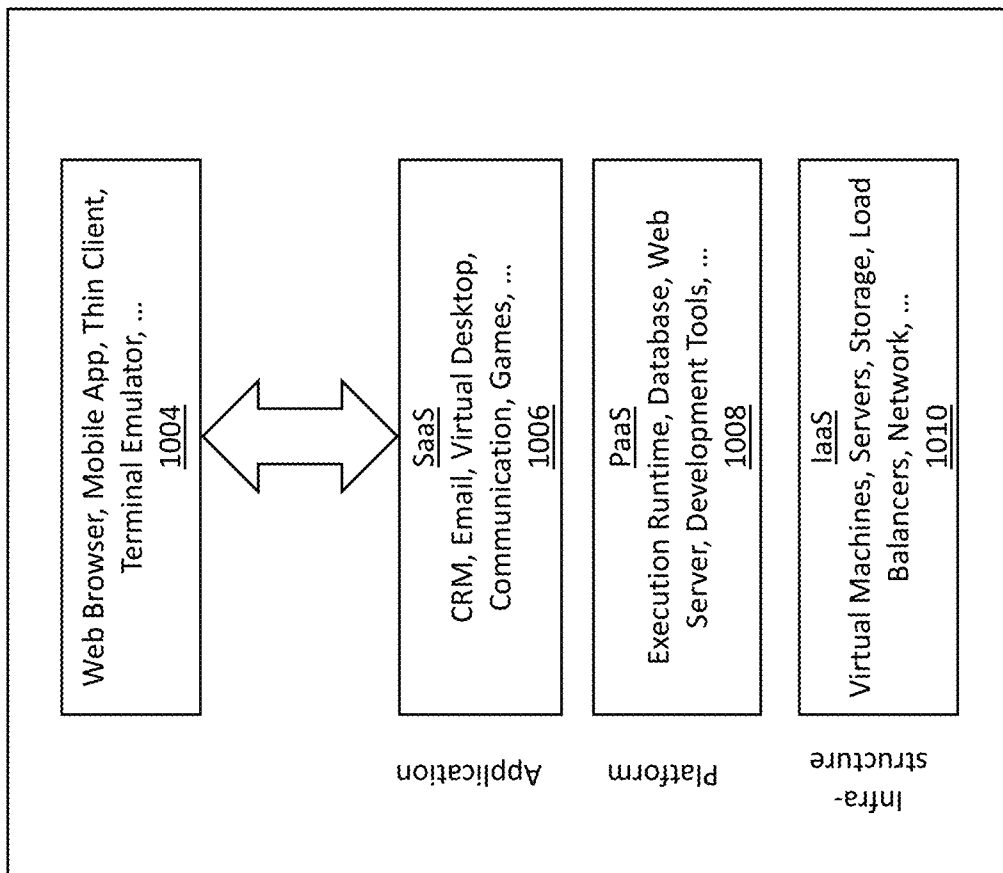 Web Browser, Mobile App, Thin Client,
Terminal Emulator, ...
1004
Application
SaaS
CRM, Email, Virtual Desktop,
Communication, Games, ...
1006
Platform
PaaS
Execution Runtime, Database, Web
Server, Development Tools, ...
1008
Infra-
structure
IaaS
Virtual Machines, Servers, Storage, Load
Balancers, Network, ...
1010